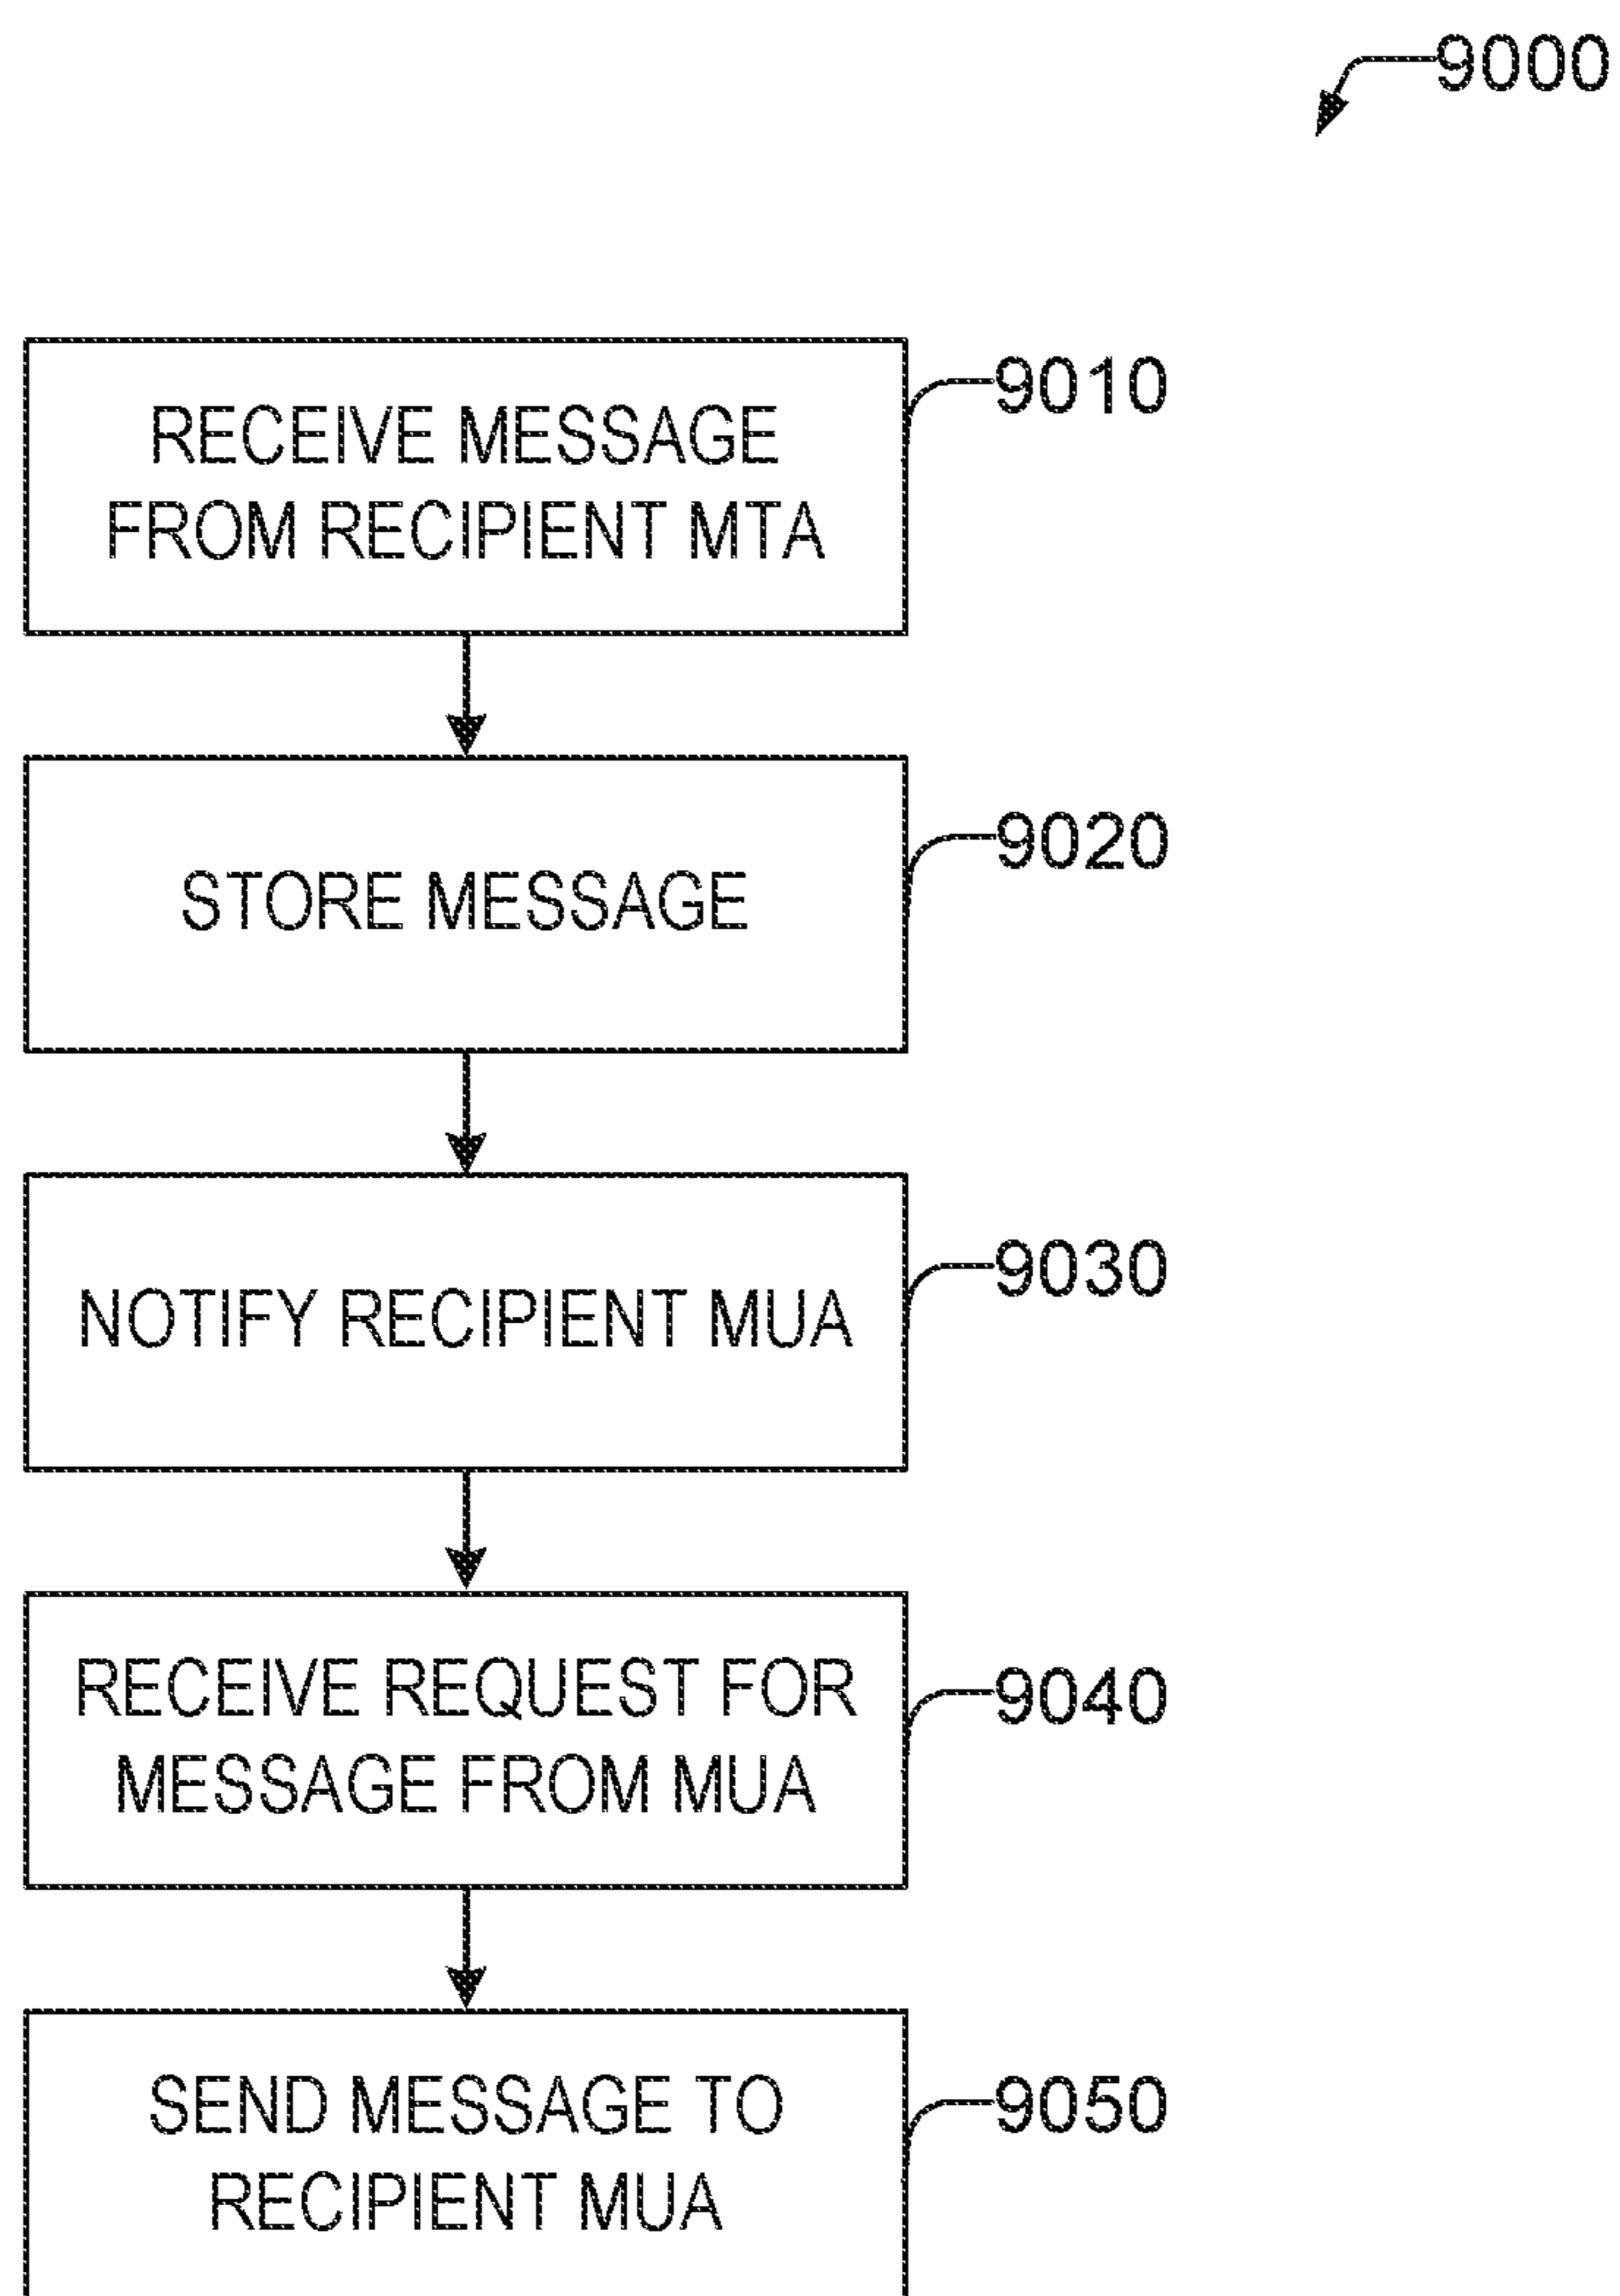 9000
RECEIVE MESSAGE
FROM RECIPIENT MTA
9010
STORE MESSAGE
9020
NOTIFY RECIPIENT MUA
9030
RECEIVE REQUEST FOR
MESSAGE FROM MUA
9040
SEND MESSAGE TO
RECIPIENT MUA
9050